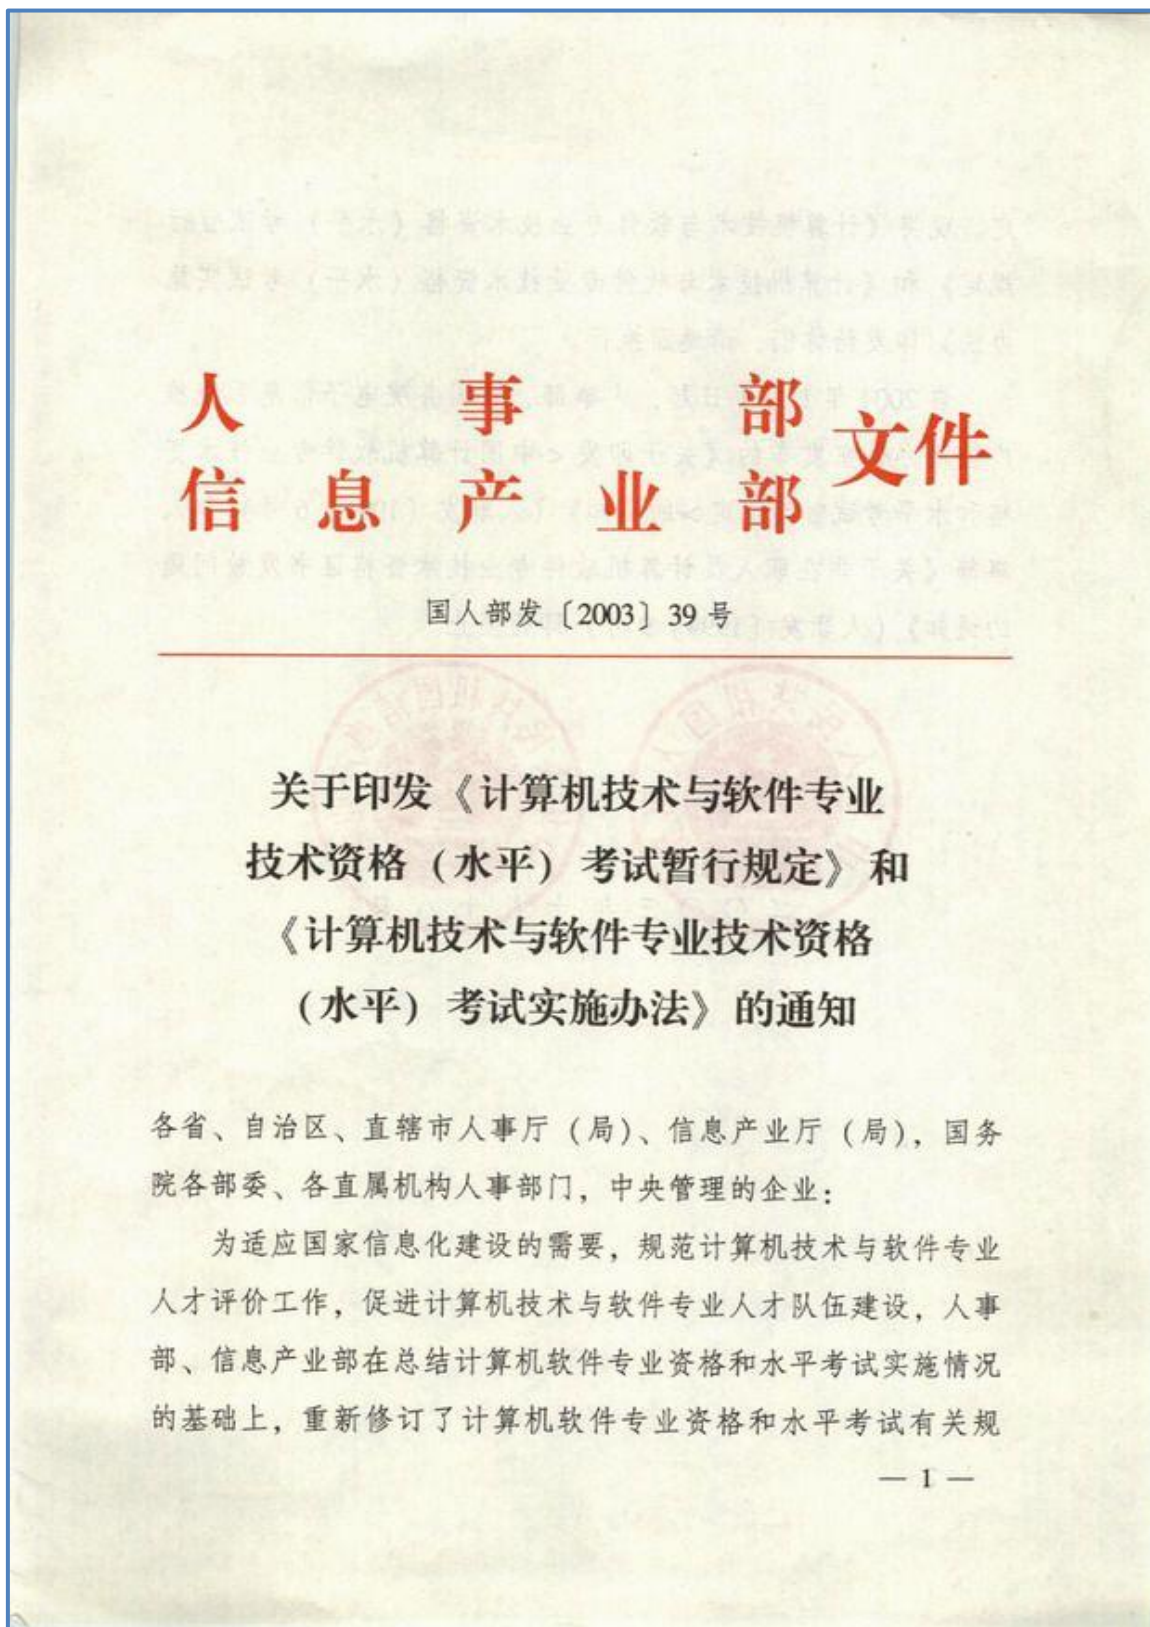 人事部
信息产业部
文件
国人部发〔2003〕39号
关于印发《计算机技术与软件专业
技术资格（水平）考试暂行规定》和
《计算机技术与软件专业技术资格
（水平）考试实施办法》的通知
各省、自治区、直辖市人事厅（局）、信息产业厅（局），国务
院各部委、各直属机构人事部门，中央管理的企业：
为适应国家信息化建设的需要，规范计算机技术与软件专业
人才评价工作，促进计算机技术与软件专业人才队伍建设，人事
部、信息产业部在总结计算机软件专业资格和水平考试实施情况
的基础上，重新修订了计算机软件专业资格和水平考试有关规
— 1 —